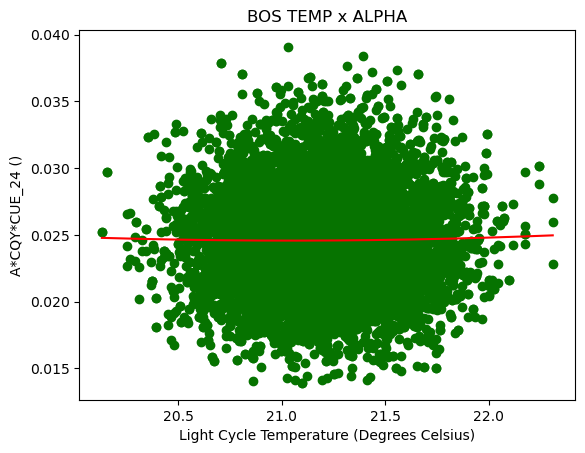 BOS TEMP x ALPHA
0.040
0.035
0.030
0.025
0.020
0.015
A*CQY*CUE_24 ()
20.5 21.0 21.5 22.0
Light Cycle Temperature (Degrees Celsius)